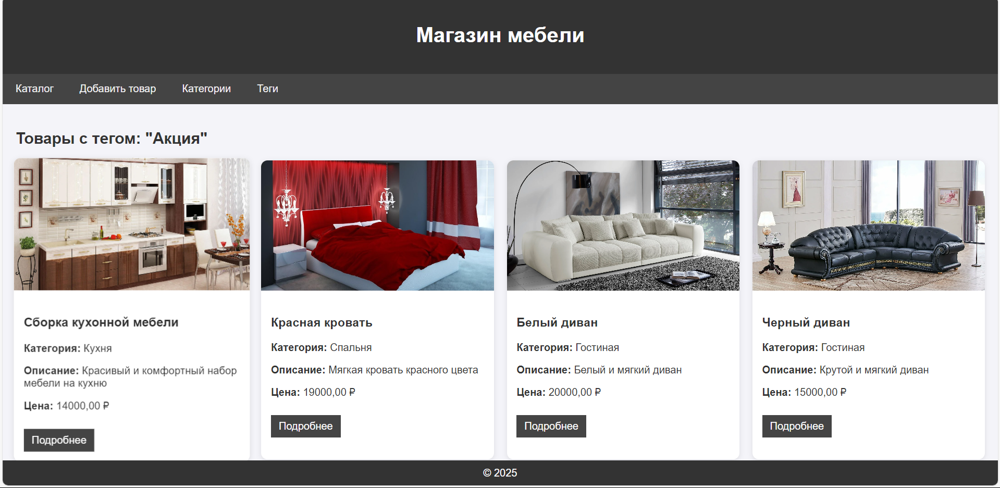 Магазин мебели
Каталог Добавить товар Категории Теги
Товары с тегом: "Акция"
Сборка кухонной мебели
Категория: Кухня
Описание: Красивый и комфортный набор
мебели на кухню
Цена: 14000,00 ₽
Подробнее
Красная кровать
Категория: Спальня
Описание: Мягкая кровать красного цвета
Цена: 19000,00 ₽
Подробнее
Белый диван
Категория: Гостиная
Описание: Белый и мягкий диван
Цена: 20000,00 ₽
Подробнее
Черный диван
Категория: Гостиная
Описание: Крутой и мягкий диван
Цена: 15000,00 ₽
Подробнее
© 2025